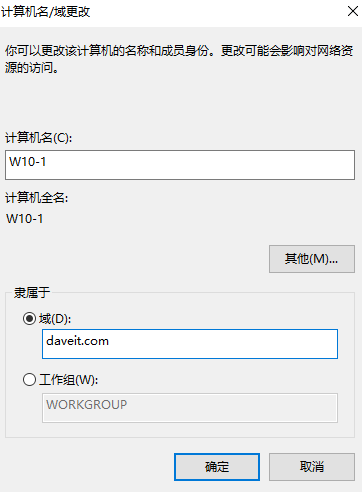 计算机名/域更改
你可以更改该计算机的名称和成员身份。更改可能会影响对网络资
源的访问。
计算机名(C):
W10-1
计算机全名:
W10-1
其他(M)...
隶属于
域(D):
daveit.com
工作组(W):
WORKGROUP
确定
取消